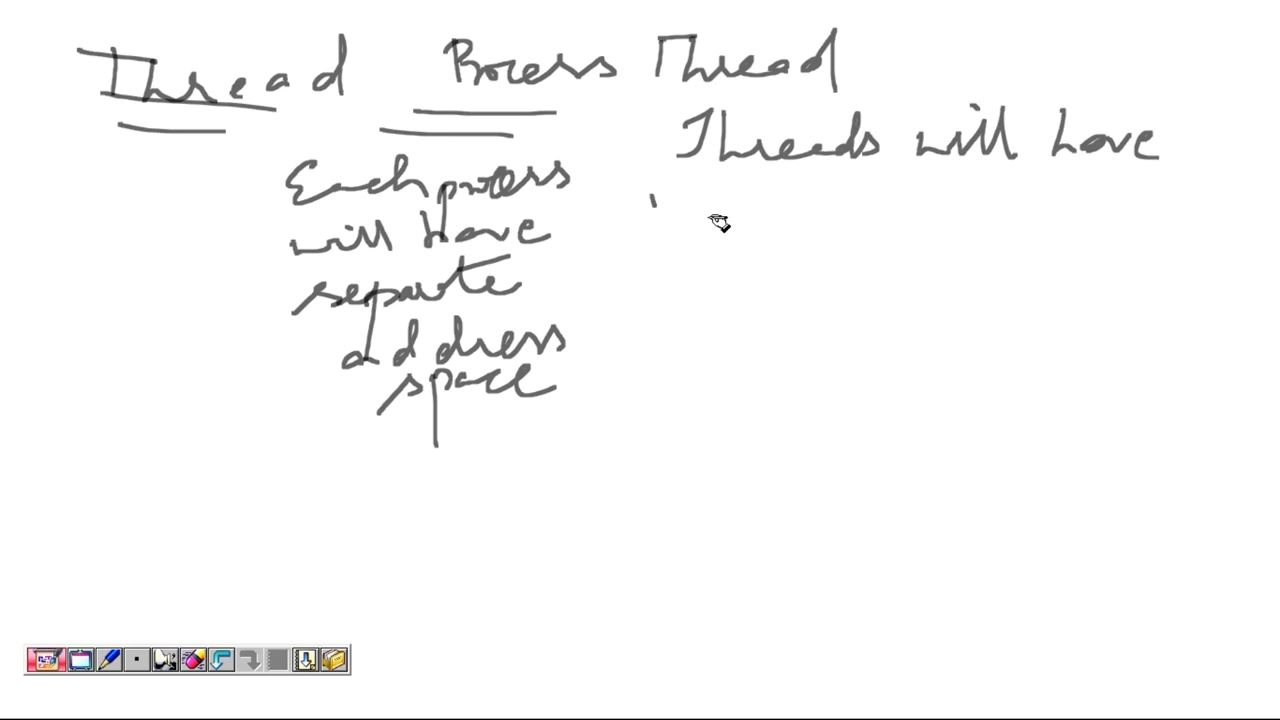 Thread Process Thread
Threads will have
Each process
will have
separate
address
space